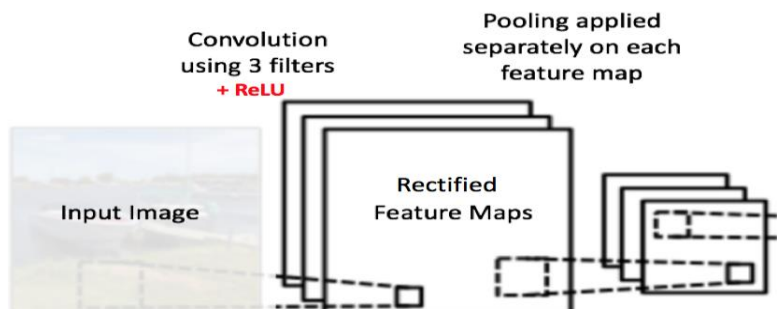 Convolution
using 3 filters
+ ReLU
Pooling applied
separately on each
feature map
Input Image
Rectified
Feature Maps